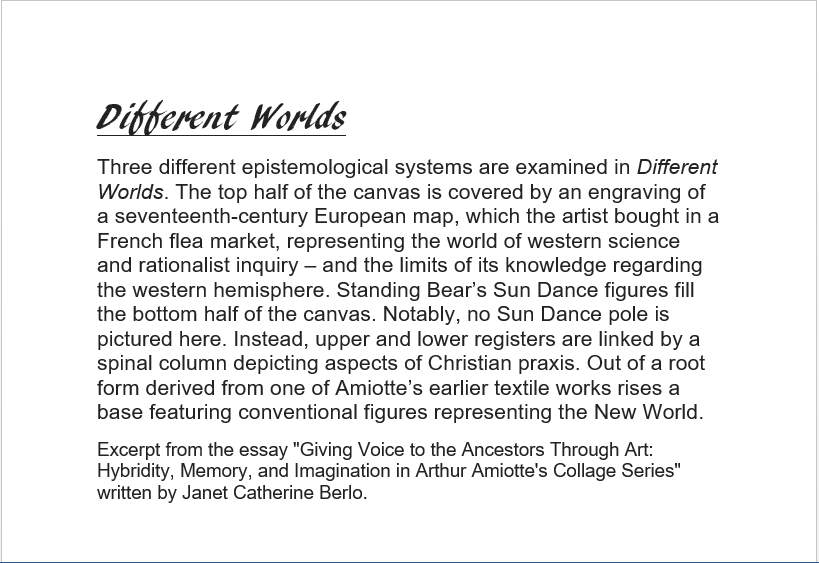 Different Worlds
Three different epistemological systems are examined in Different
Worlds. The top half of the canvas is covered by an engraving of
a seventeenth-century European map, which the artist bought in a
French flea market, representing the world of western science
and rationalist inquiry – and the limits of its knowledge regarding
the western hemisphere. Standing Bear’s Sun Dance figures fill
the bottom half of the canvas. Notably, no Sun Dance pole is
pictured here. Instead, upper and lower registers are linked by a
spinal column depicting aspects of Christian praxis. Out of a root
form derived from one of Amiotte’s earlier textile works rises a
base featuring conventional figures representing the New World.
Excerpt from the essay "Giving Voice to the Ancestors Through Art:
Hybridity, Memory, and Imagination in Arthur Amiotte's Collage Series"
written by Janet Catherine Berlo.